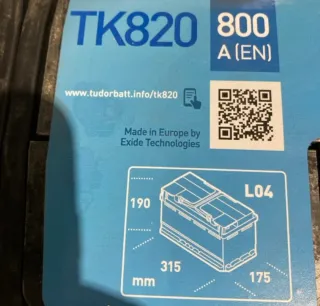 TK820
800
A (EN)
www.tudorbatt.info/tk820
Made in Europe by
Exide Technologies
L04
190
315
mm
175